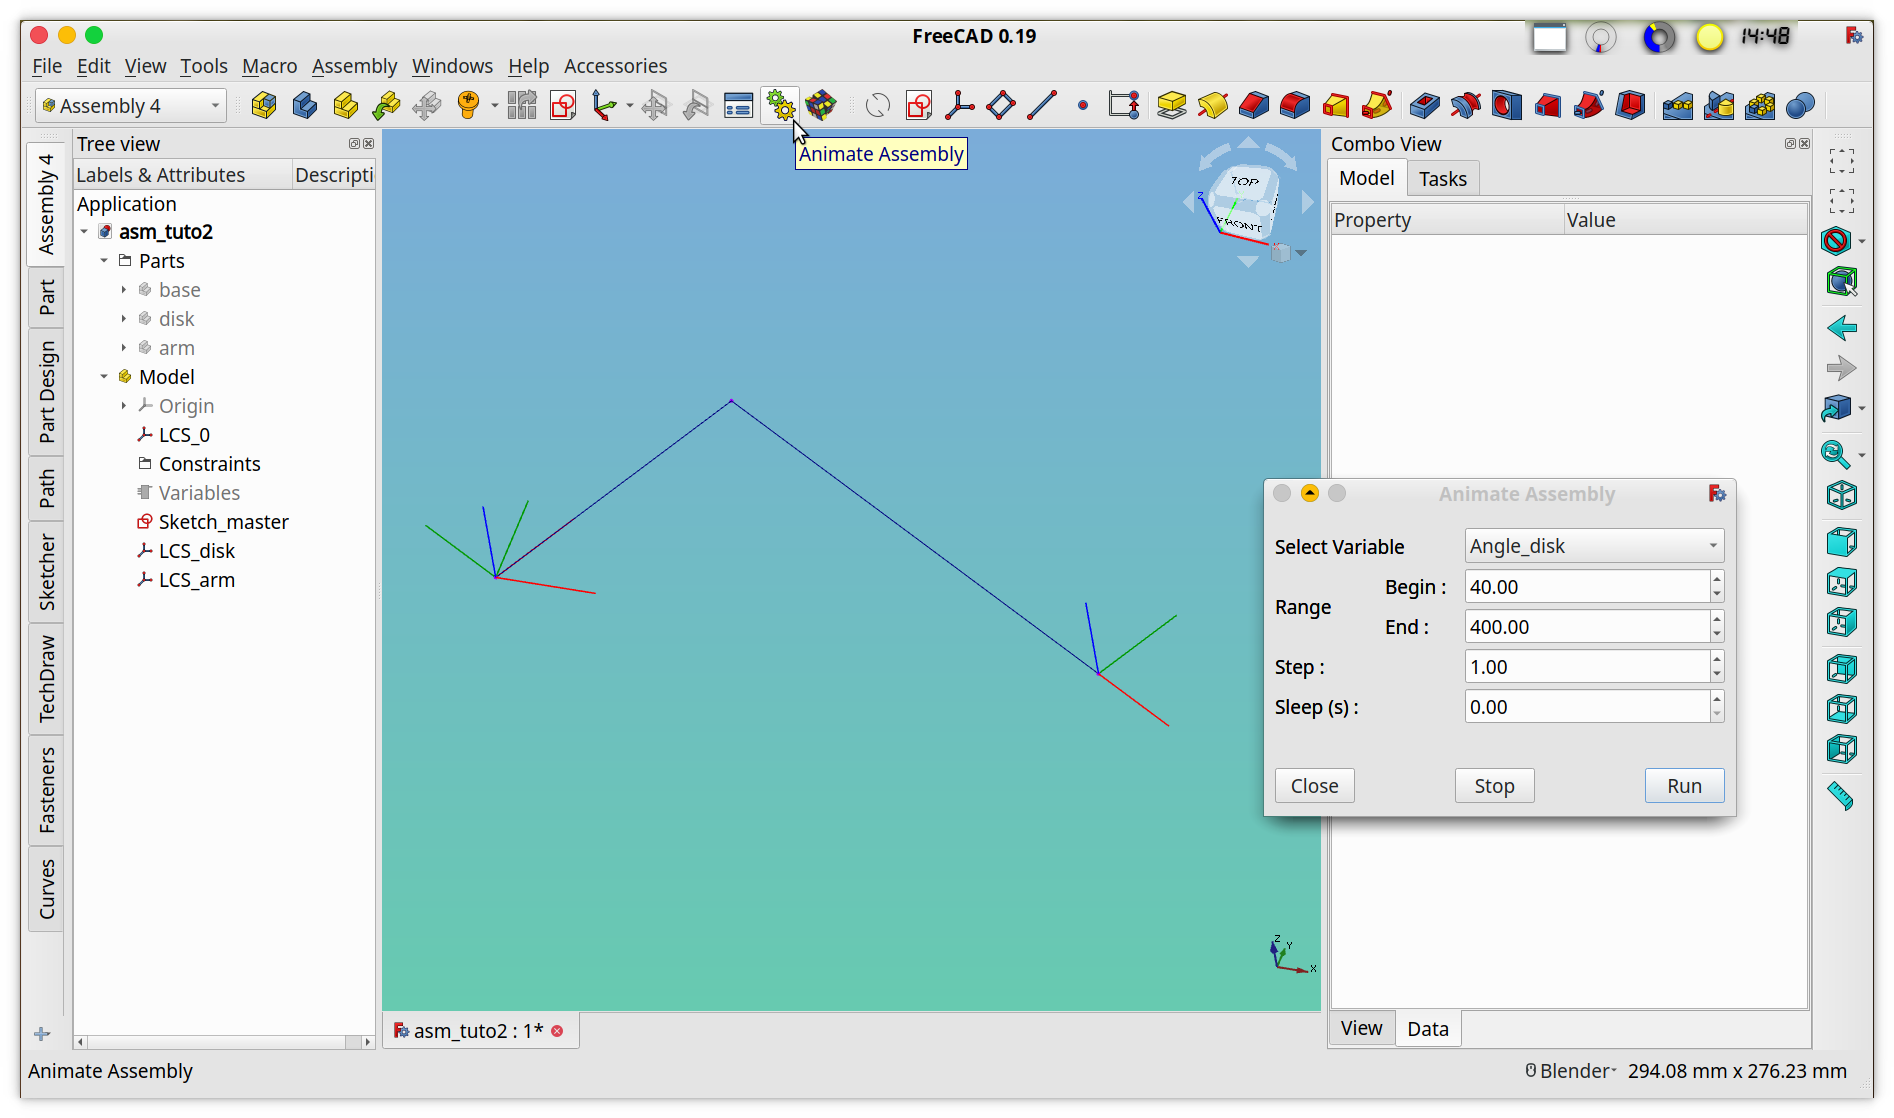 FreeCAD 0.19
14:48
File Edit View Tools Macro Assembly Windows Help Accessories
Assembly 4
Animate Assembly
Assembly 4
Part
Part Design
Path
Sketcher
TechDraw
Fasteners
Curves
Tree view
Labels & Attributes Descripti
Application
asm_tuto2
Parts
base
disk
arm
Model
Origin
LCS_0
Constraints
Variables
Sketch_master
LCS_disk
LCS_arm
TOP
FRONT
Z
X
Z
Y
X
asm_tuto2 : 1*
Combo View
Model Tasks
Property Value
Animate Assembly
Select Variable Angle_disk
Range
Begin : 40.00
End : 400.00
Step : 1.00
Sleep (s) : 0.00
Close Stop Run
View Data
Animate Assembly
Blender 294.08 mm x 276.23 mm